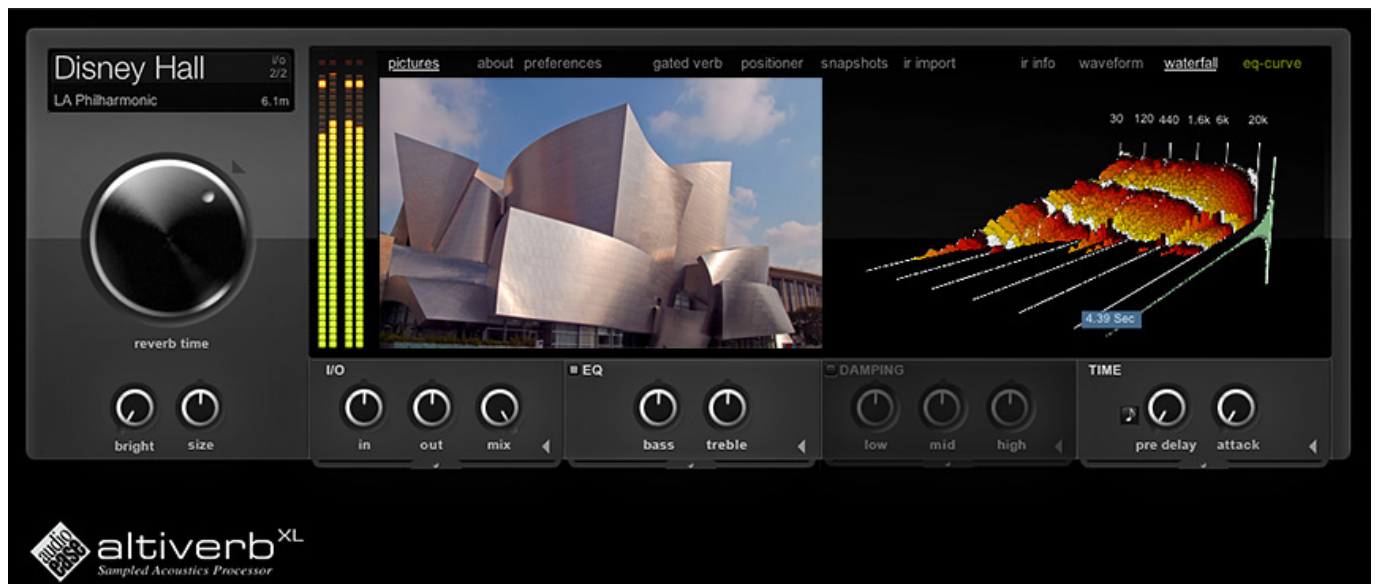 Disney Hall
i/o
2/2
LA Philharmonic
6.1m
pictures about preferences gated verb positioner snapshots ir import ir info waveform waterfall eq-curve
30 120 440 1.6k 6k 20k
4.39 Sec
reverb time
bright size
I/O
in out mix
EQ
bass treble
DAMPING
low mid high
TIME
pre delay attack
audio ease
altiverb XL
Sampled Acoustics Processor